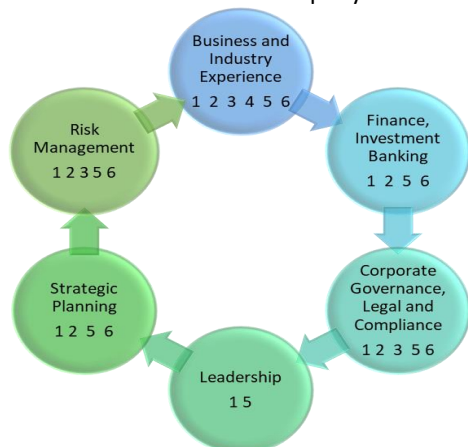 Business and
Industry
Experience
1 2 3 4 5 6
Finance,
Investment
Banking
1 2 5 6
Corporate
Governance,
Legal and
Compliance
1 2 3 5 6
Leadership
1 5
Strategic
Planning
1 2 5 6
Risk
Management
1 2 3 5 6